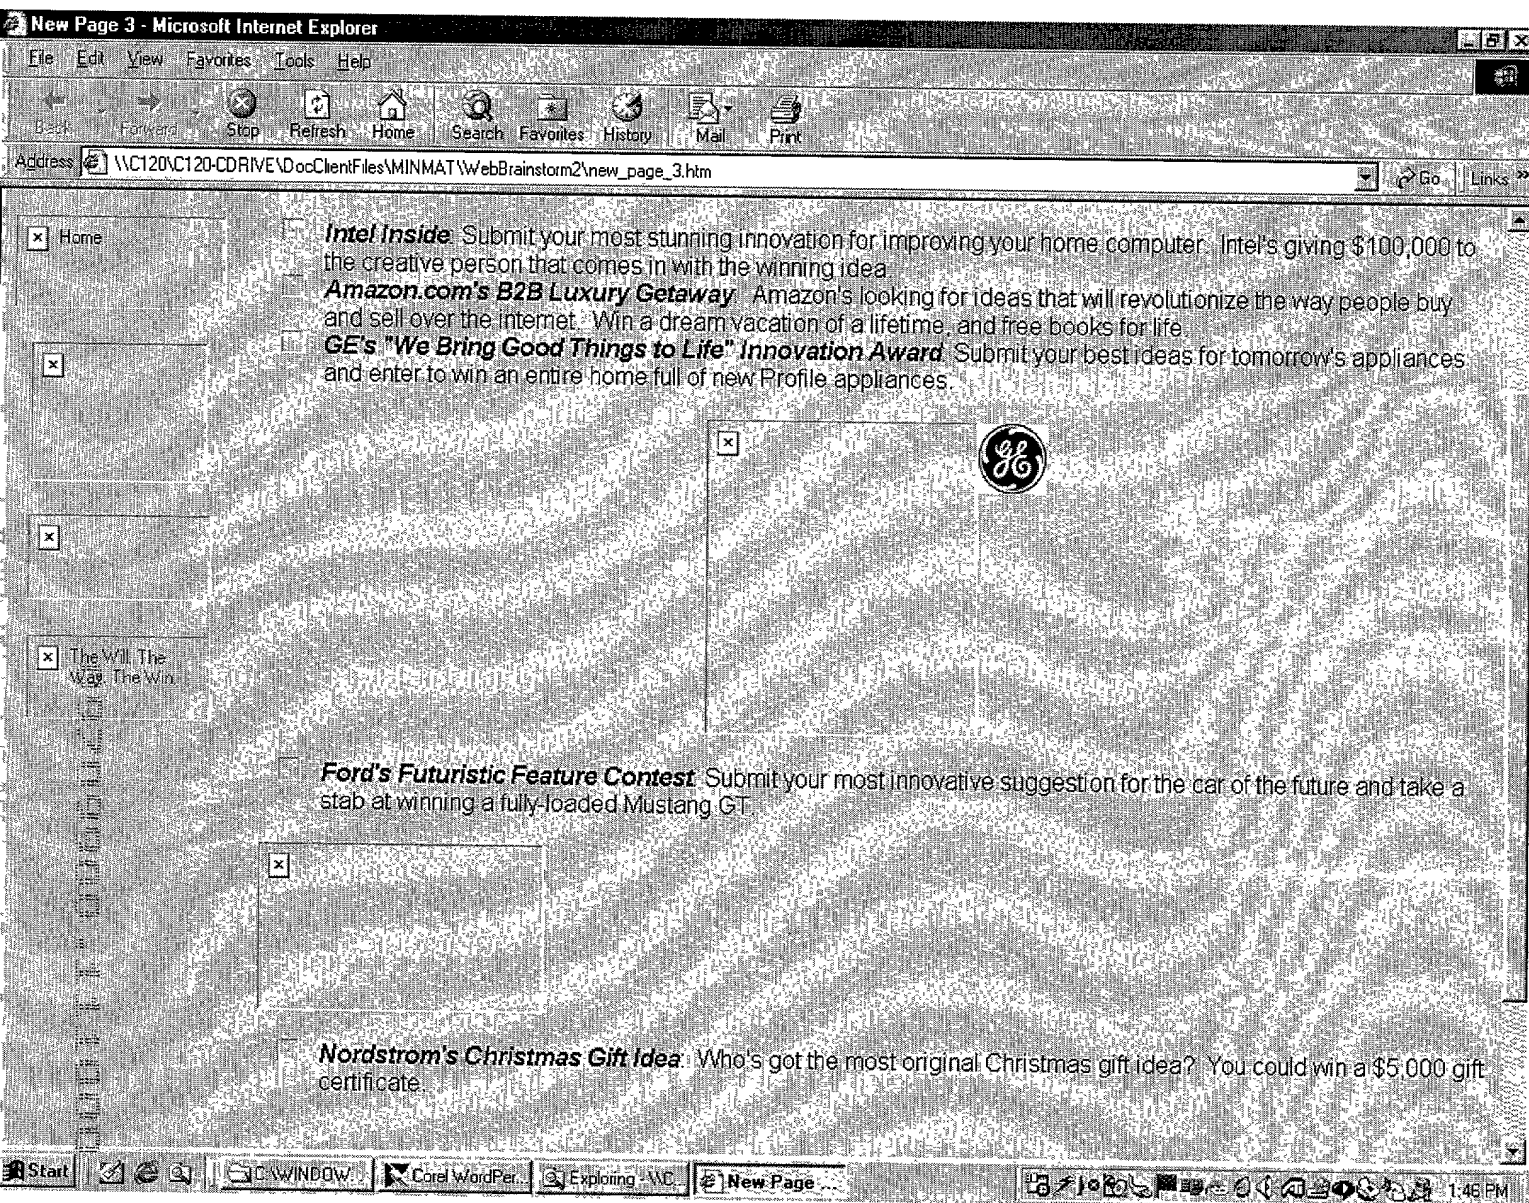 New Page 3 - Microsoft Internet Explorer
File Edit View Favorites Tools Help
Back Forward Stop Refresh Home Search Favorites History Mail Print
Address \\C120\C120-CDRIVE\DocClientFiles\MINMAT\WebBrainstorm2\new_page_3.htm Go Links »
Home
Intel Inside: Submit your most stunning innovation for improving your home computer. Intel's giving $100,000 to
the creative person that comes in with the winning idea.
Amazon.com's B2B Luxury Getaway: Amazon's looking for ideas that will revolutionize the way people buy
and sell over the internet. Win a dream vacation of a lifetime, and free books for life.
GE's "We Bring Good Things to Life" Innovation Award: Submit your best ideas for tomorrow's appliances
and enter to win an entire home full of new Profile appliances.
GE
The Will. The
Way. The Win.
Ford's Futuristic Feature Contest: Submit your most innovative suggestion for the car of the future and take a
stab at winning a fully-loaded Mustang GT.
Nordstrom's Christmas Gift Idea: Who's got the most original Christmas gift idea? You could win a $5,000 gift
certificate.
Start C:\WINDOW... Corel WordPer... Exploring - \\C... New Page ... 1:46 PM